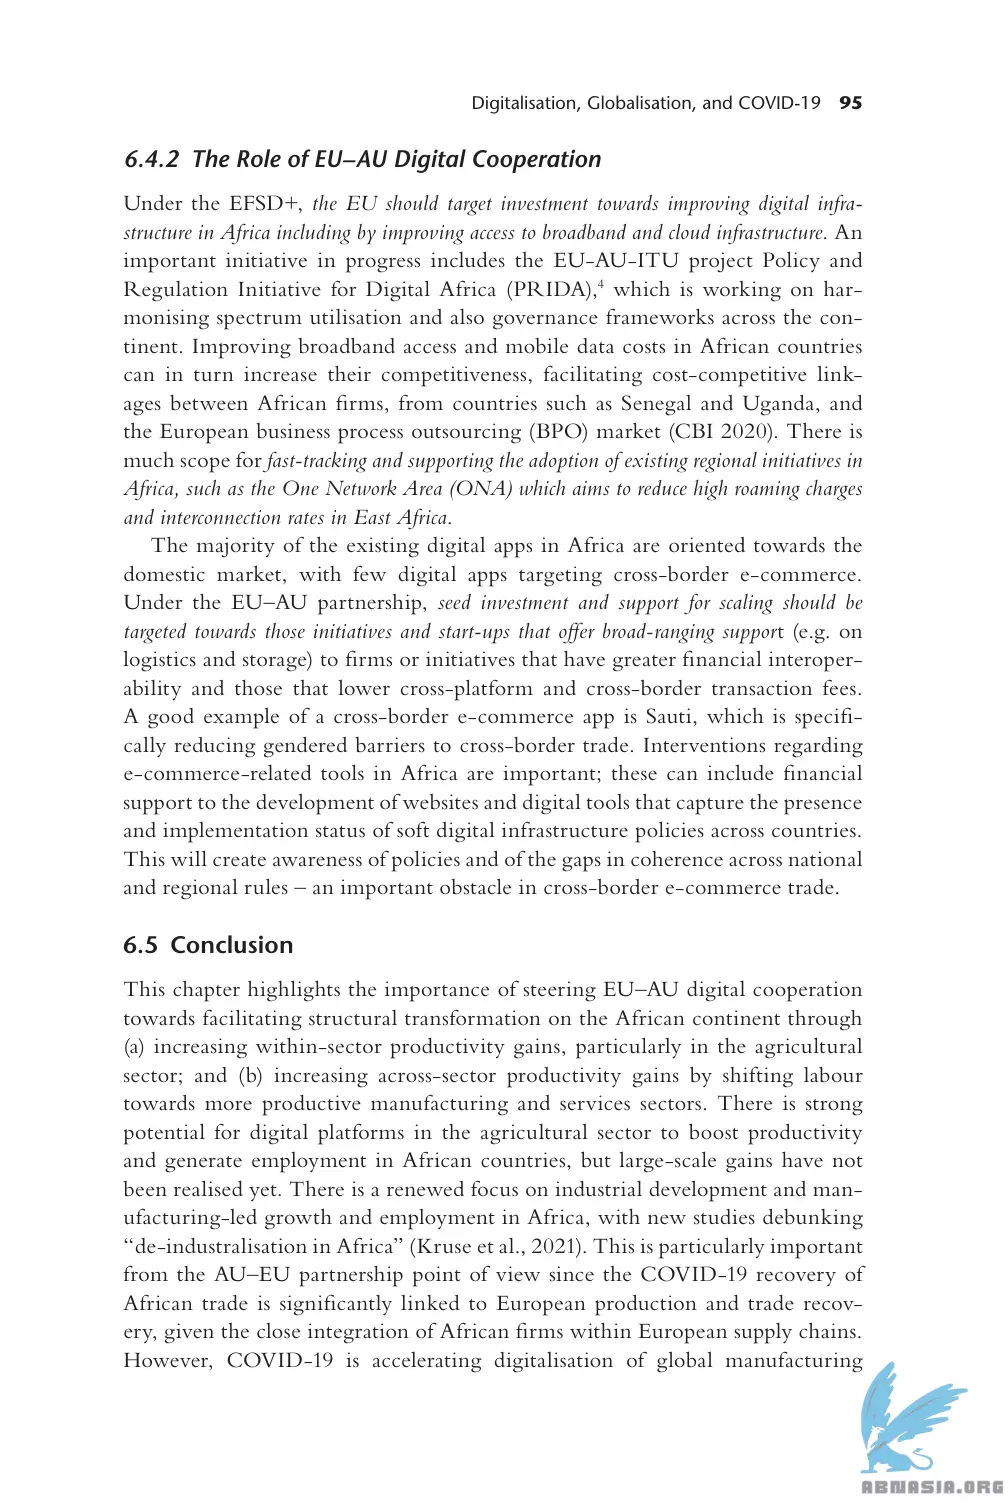 Digitalisation, Globalisation, and COVID-19 95
6.4.2 The Role of EU–AU Digital Cooperation
Under the EFSD+, the EU should target investment towards improving digital infra-
structure in Africa including by improving access to broadband and cloud infrastructure. An
important initiative in progress includes the EU-AU-ITU project Policy and
Regulation Initiative for Digital Africa (PRIDA),4 which is working on har-
monising spectrum utilisation and also governance frameworks across the con-
tinent. Improving broadband access and mobile data costs in African countries
can in turn increase their competitiveness, facilitating cost-competitive link-
ages between African firms, from countries such as Senegal and Uganda, and
the European business process outsourcing (BPO) market (CBI 2020). There is
much scope for fast-tracking and supporting the adoption of existing regional initiatives in
Africa, such as the One Network Area (ONA) which aims to reduce high roaming charges
and interconnection rates in East Africa.
The majority of the existing digital apps in Africa are oriented towards the
domestic market, with few digital apps targeting cross-border e-commerce.
Under the EU–AU partnership, seed investment and support for scaling should be
targeted towards those initiatives and start-ups that offer broad-ranging support (e.g. on
logistics and storage) to firms or initiatives that have greater financial interoper-
ability and those that lower cross-platform and cross-border transaction fees.
A good example of a cross-border e-commerce app is Sauti, which is specifi-
cally reducing gendered barriers to cross-border trade. Interventions regarding
e-commerce-related tools in Africa are important; these can include financial
support to the development of websites and digital tools that capture the presence
and implementation status of soft digital infrastructure policies across countries.
This will create awareness of policies and of the gaps in coherence across national
and regional rules – an important obstacle in cross-border e-commerce trade.
6.5 Conclusion
This chapter highlights the importance of steering EU–AU digital cooperation
towards facilitating structural transformation on the African continent through
(a) increasing within-sector productivity gains, particularly in the agricultural
sector; and (b) increasing across-sector productivity gains by shifting labour
towards more productive manufacturing and services sectors. There is strong
potential for digital platforms in the agricultural sector to boost productivity
and generate employment in African countries, but large-scale gains have not
been realised yet. There is a renewed focus on industrial development and man-
ufacturing-led growth and employment in Africa, with new studies debunking
“de-industralisation in Africa” (Kruse et al., 2021). This is particularly important
from the AU–EU partnership point of view since the COVID-19 recovery of
African trade is significantly linked to European production and trade recov-
ery, given the close integration of African firms within European supply chains.
However, COVID-19 is accelerating digitalisation of global manufacturing
ABNASIA.ORG